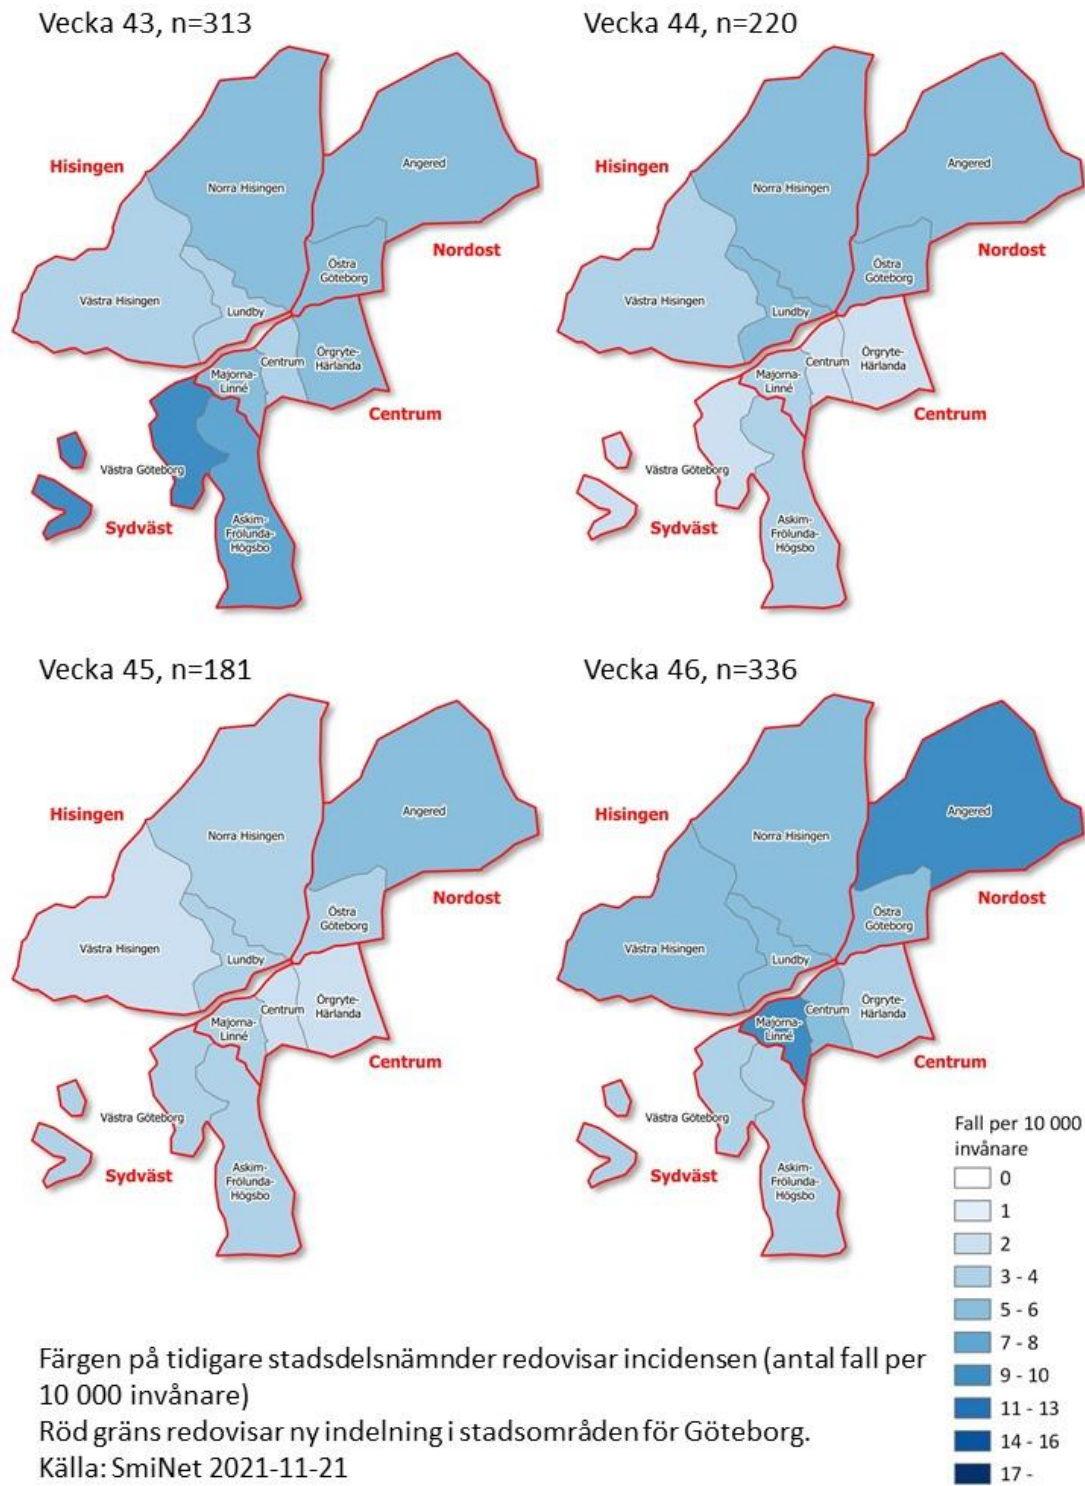 Vecka 43, n=313
Hisingen
Norra Hisingen
Angered
Nordost
Östra
Göteborg
Västra Hisingen
Lundby
Majorna-
Linné
Centrum
Örgryte-
Härlanda
Centrum
Västra Göteborg
Sydväst
Askim-
Frölunda-
Högsbo
Vecka 44, n=220
Hisingen
Norra Hisingen
Angered
Nordost
Östra
Göteborg
Västra Hisingen
Lundby
Majorna-
Linné
Centrum
Örgryte-
Härlanda
Centrum
Västra Göteborg
Sydväst
Askim-
Frölunda-
Högsbo
Vecka 45, n=181
Hisingen
Norra Hisingen
Angered
Nordost
Östra
Göteborg
Västra Hisingen
Lundby
Majorna-
Linné
Centrum
Örgryte-
Härlanda
Centrum
Västra Göteborg
Sydväst
Askim-
Frölunda-
Högsbo
Vecka 46, n=336
Hisingen
Norra Hisingen
Angered
Nordost
Östra
Göteborg
Västra Hisingen
Lundby
Majorna-
Linné
Centrum
Örgryte-
Härlanda
Centrum
Västra Göteborg
Sydväst
Askim-
Frölunda-
Högsbo
Fall per 10 000
invånare
0
1
2
3 - 4
5 - 6
7 - 8
9 - 10
11 - 13
14 - 16
17 -
Färgen på tidigare stadsdelsnämnder redovisar incidensen (antal fall per
10 000 invånare)
Röd gräns redovisar ny indelning i stadsområden för Göteborg.
Källa: SmiNet 2021-11-21